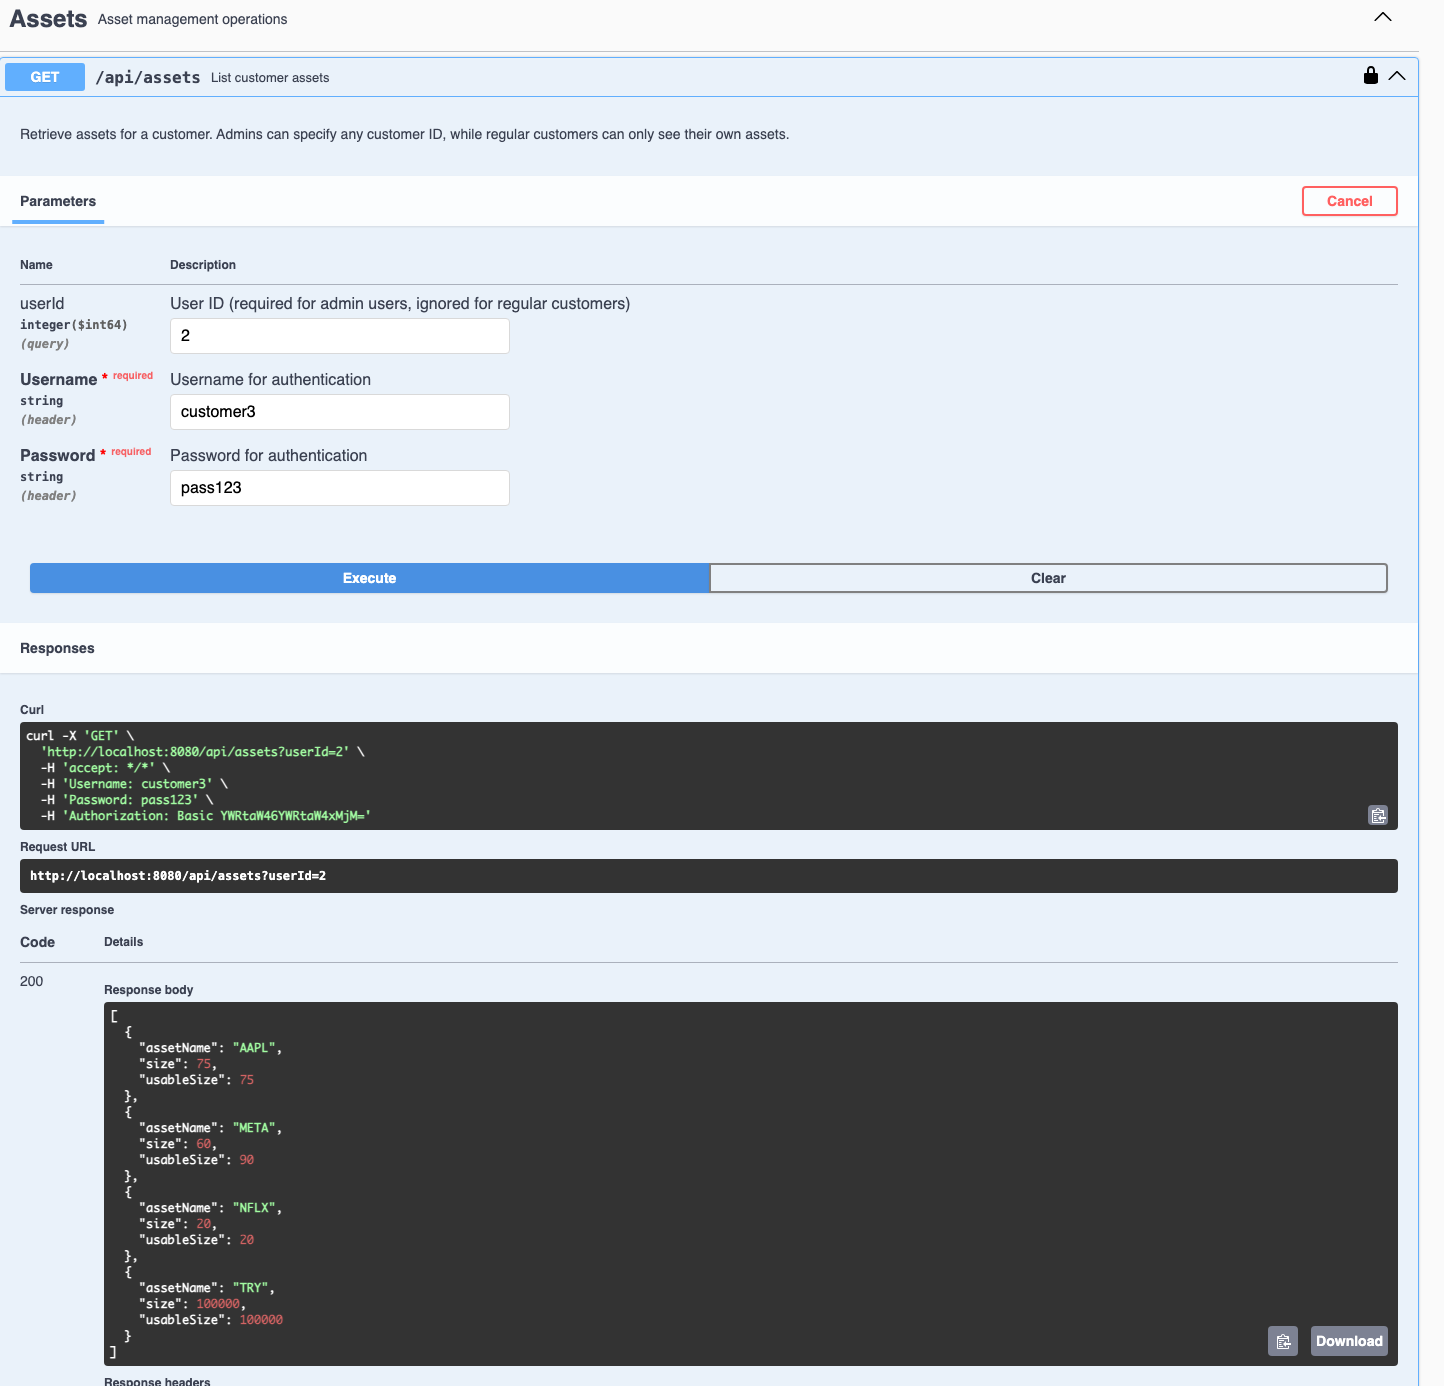 Assets Asset management operations
GET /api/assets List customer assets
Retrieve assets for a customer. Admins can specify any customer ID, while regular customers can only see their own assets.
Parameters Cancel
Name Description
userId User ID (required for admin users, ignored for regular customers)
integer($int64)
(query) 2
Username * required Username for authentication
string
(header) customer3
Password * required Password for authentication
string
(header) pass123
Execute Clear
Responses
Curl
curl -X 'GET' \
'http://localhost:8080/api/assets?userId=2' \
-H 'accept: */*' \
-H 'Username: customer3' \
-H 'Password: pass123' \
-H 'Authorization: Basic YWRtaW46YWRtaW4xMjM='
Request URL
http://localhost:8080/api/assets?userId=2
Server response
Code Details
200
Response body
[
{
"assetName": "AAPL",
"size": 75,
"usableSize": 75
},
{
"assetName": "META",
"size": 60,
"usableSize": 90
},
{
"assetName": "NFLX",
"size": 20,
"usableSize": 20
},
{
"assetName": "TRY",
"size": 100000,
"usableSize": 100000
}
]
Download
Response headers